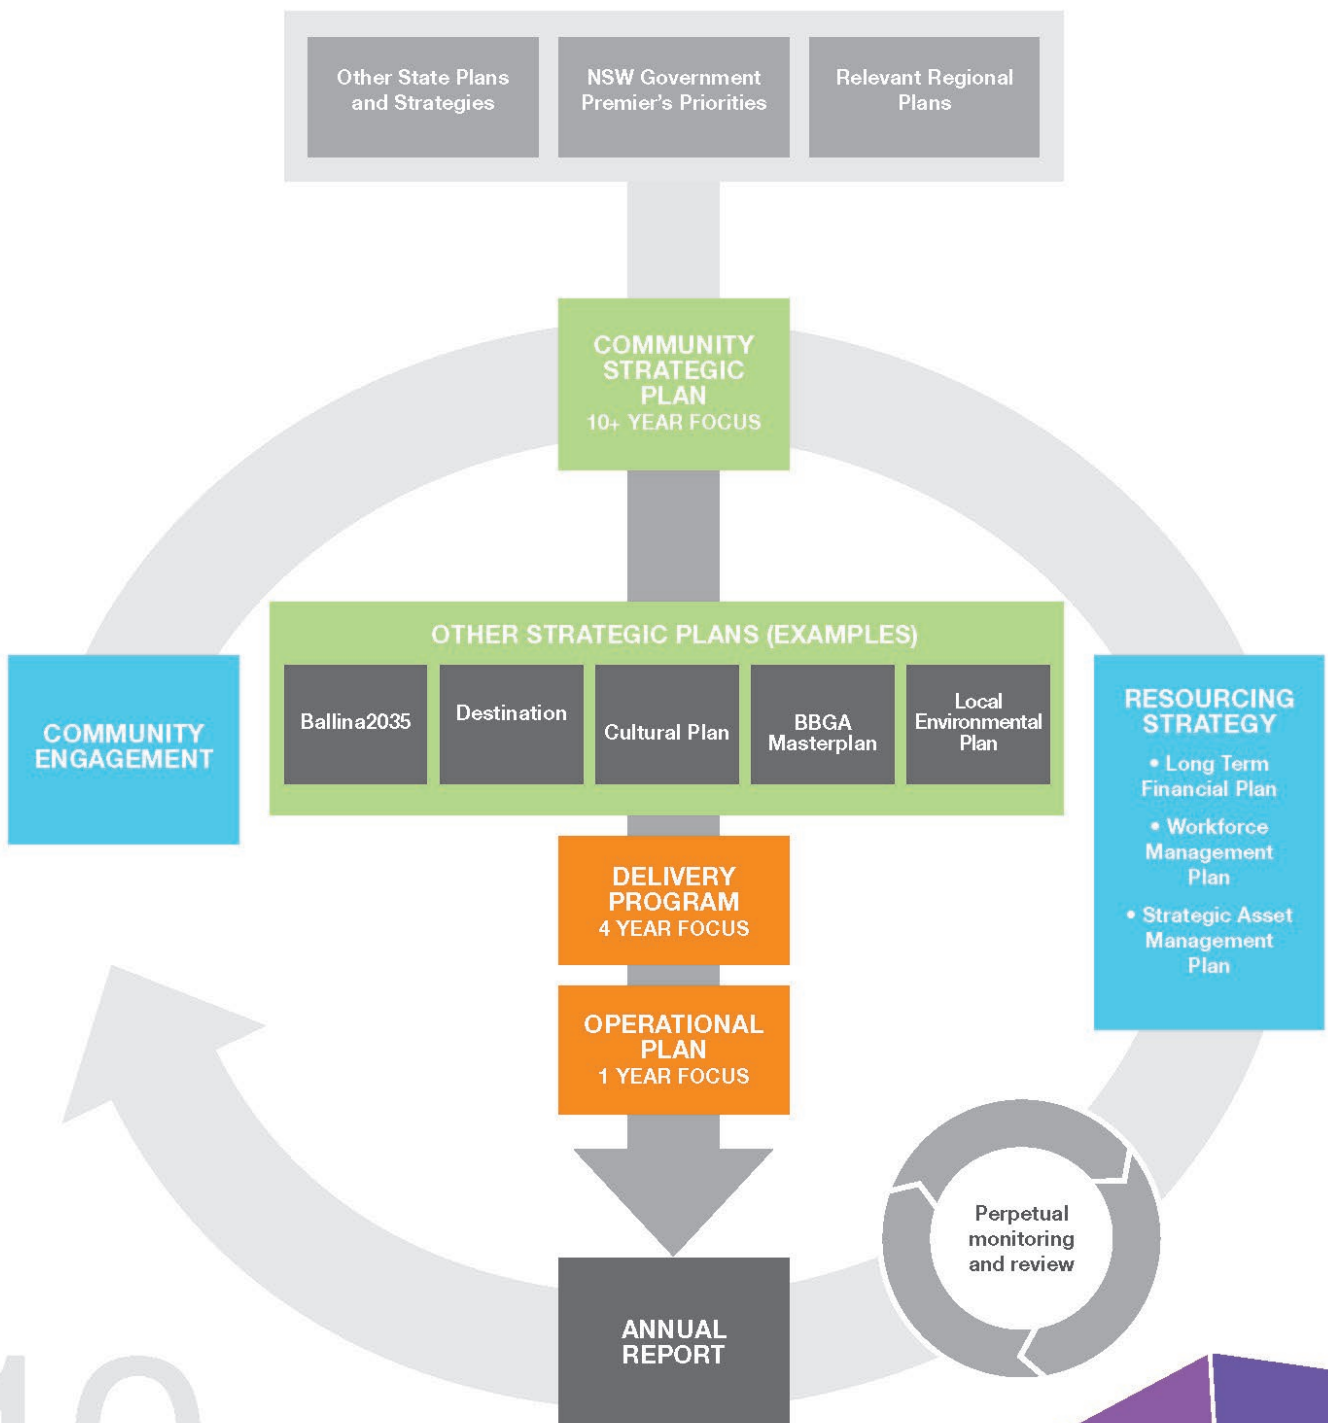 Other State Plans
and Strategies
NSW Government
Premier's Priorities
Relevant Regional
Plans
COMMUNITY
STRATEGIC
PLAN
10+ YEAR FOCUS
OTHER STRATEGIC PLANS (EXAMPLES)
Ballina2035
Destination
Cultural Plan
BBGA
Masterplan
Local
Environmental
Plan
COMMUNITY
ENGAGEMENT
RESOURCING
STRATEGY
• Long Term
Financial Plan
• Workforce
Management
Plan
• Strategic Asset
Management
Plan
DELIVERY
PROGRAM
4 YEAR FOCUS
OPERATIONAL
PLAN
1 YEAR FOCUS
Perpetual
monitoring
and review
ANNUAL
REPORT